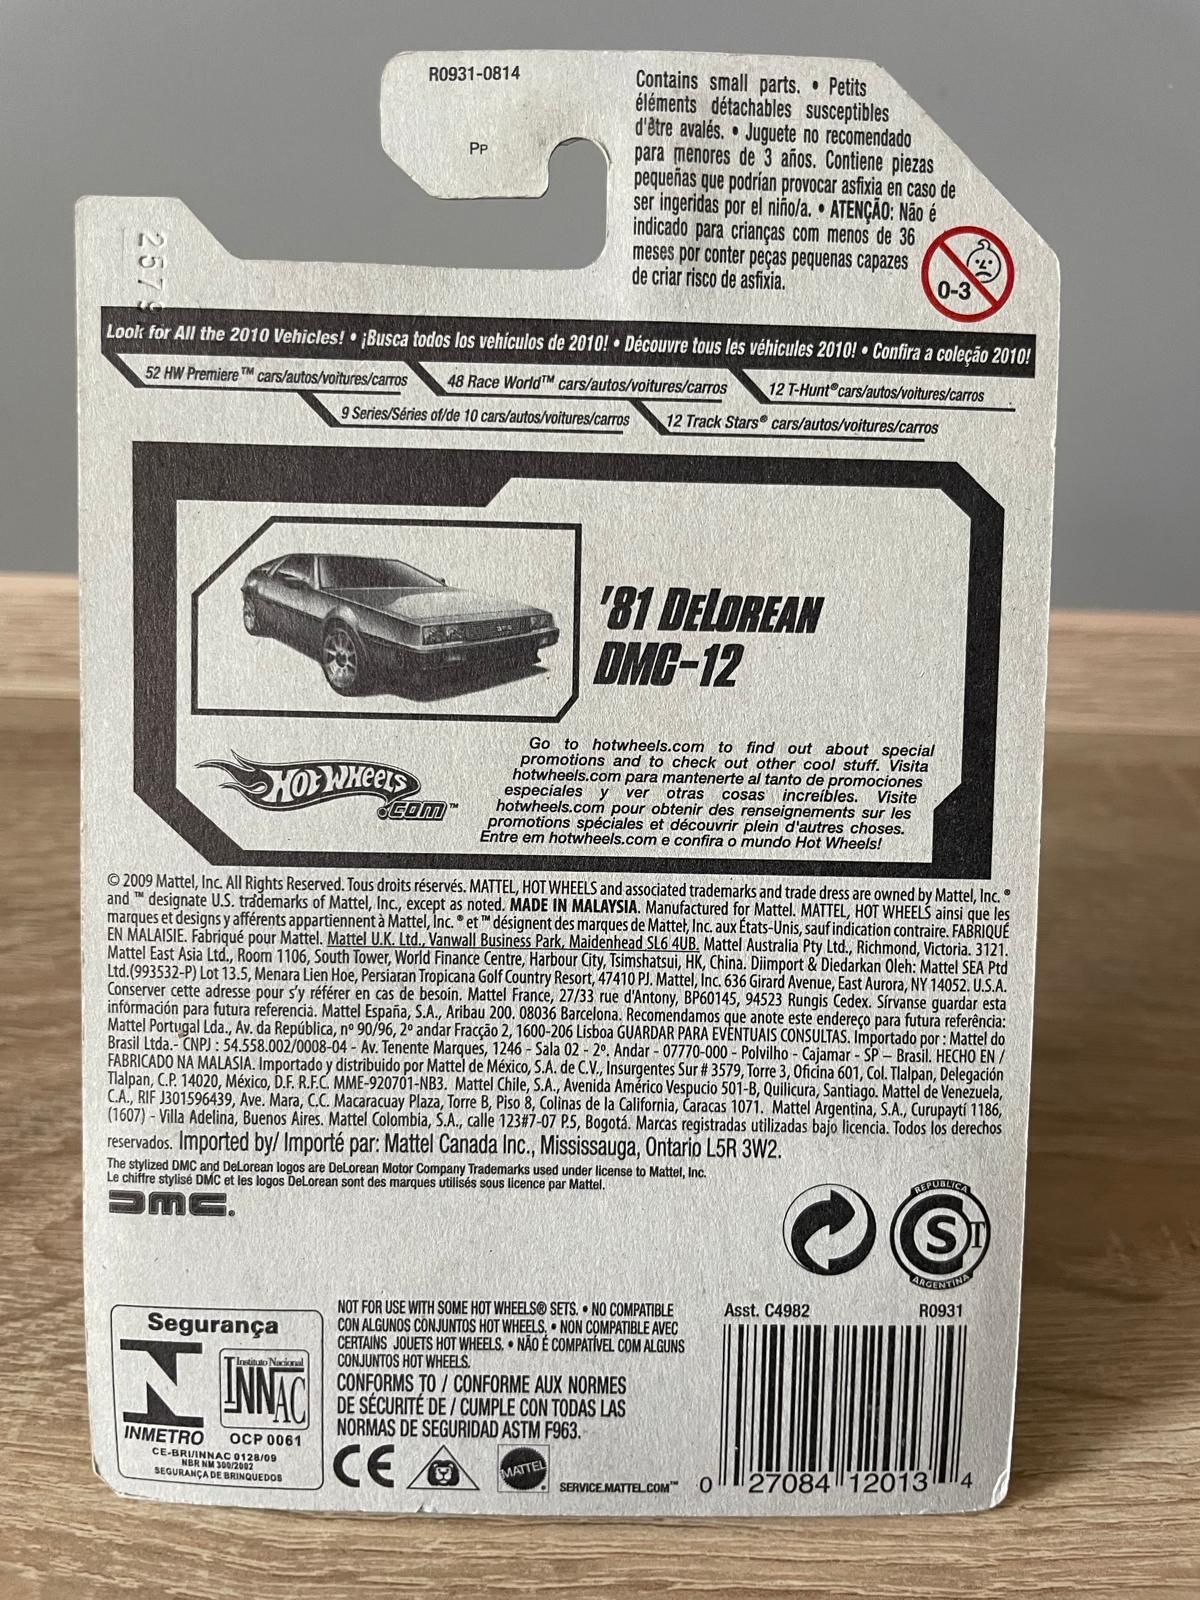 R0931-0814
PP
Contains small parts. • Petits
éléments détachables susceptibles
d'être avalés. • Juguete no recomendado
para menores de 3 años. Contiene piezas
pequeñas que podrían provocar asfixia en caso de
ser ingeridas por el niño/a. • ATENÇÃO: Não é
indicado para crianças com menos de 36
meses por conter peças pequenas capazes
de criar risco de asfixia.
0-3
2579
Look for All the 2010 Vehicles! • ¡Busca todos los vehículos de 2010! • Découvre tous les véhicules 2010! • Confira a coleção 2010!
52 HW Premiere™ cars/autos/voitures/carros
48 Race World™ cars/autos/voitures/carros
12 T-Hunt® cars/autos/voitures/carros
9 Series/Séries of/de 10 cars/autos/voitures/carros
12 Track Stars® cars/autos/voitures/carros
'81 DELOREAN
DMC-12
HOT WHEELS
.COM™
Go to hotwheels.com to find out about special
promotions and to check out other cool stuff. Visita
hotwheels.com para mantenerte al tanto de promociones
especiales y ver otras cosas increíbles. Visite
hotwheels.com pour obtenir des renseignements sur les
promotions spéciales et découvrir plein d'autres choses.
Entre em hotwheels.com e confira o mundo Hot Wheels!
© 2009 Mattel, Inc. All Rights Reserved. Tous droits réservés. MATTEL, HOT WHEELS and associated trademarks and trade dress are owned by Mattel, Inc. ®
and ™ designate U.S. trademarks of Mattel, Inc., except as noted. MADE IN MALAYSIA. Manufactured for Mattel. MATTEL, HOT WHEELS ainsi que les
marques et designs y afférents appartiennent à Mattel, Inc. ® et ™ désignent des marques de Mattel, Inc. aux États-Unis, sauf indication contraire. FABRIQUÉ
EN MALAISIE. Fabriqué pour Mattel. Mattel U.K. Ltd., Vanwall Business Park, Maidenhead SL6 4UB. Mattel Australia Pty Ltd., Richmond, Victoria. 3121.
Mattel East Asia Ltd., Room 1106, South Tower, World Finance Centre, Harbour City, Tsimshatsui, HK, China. Diimport & Diedarkan Oleh: Mattel SEA Ptd
Ltd.(993532-P) Lot 13.5, Menara Lien Hoe, Persiaran Tropicana Golf Country Resort, 47410 PJ. Mattel, Inc. 636 Girard Avenue, East Aurora, NY 14052. U.S.A.
Conserver cette adresse pour s'y référer en cas de besoin. Mattel France, 27/33 rue d'Antony, BP60145, 94523 Rungis Cedex. Sírvanse guardar esta
información para futura referencia. Mattel España, S.A., Aribau 200. 08036 Barcelona. Recomendamos que anote este endereço para futura referência:
Mattel Portugal Lda., Av. da República, nº 90/96, 2º andar Fracção 2, 1600-206 Lisboa GUARDAR PARA EVENTUAIS CONSULTAS. Importado por : Mattel do
Brasil Ltda.- CNPJ : 54.558.002/0008-04 - Av. Tenente Marques, 1246 - Sala 02 - 2º. Andar - 07770-000 - Polvilho - Cajamar - SP – Brasil. HECHO EN /
FABRICADO NA MALASIA. Importado y distribuido por Mattel de México, S.A. de C.V., Insurgentes Sur # 3579, Torre 3, Oficina 601, Col. Tlalpan, Delegación
Tlalpan, C.P. 14020, México, D.F. R.F.C. MME-920701-NB3. Mattel Chile, S.A., Avenida Américo Vespucio 501-B, Quilicura, Santiago. Mattel de Venezuela,
C.A., RIF J301596439, Ave. Mara, C.C. Macaracuay Plaza, Torre B, Piso 8, Colinas de la California, Caracas 1071. Mattel Argentina, S.A., Curupaytí 1186,
(1607) - Villa Adelina, Buenos Aires. Mattel Colombia, S.A., calle 123#7-07 P.5, Bogotá. Marcas registradas utilizadas bajo licencia. Todos los derechos
reservados. Imported by/ Importé par: Mattel Canada Inc., Mississauga, Ontario L5R 3W2.
The stylized DMC and DeLorean logos are DeLorean Motor Company Trademarks used under license to Mattel, Inc.
Le chiffre stylisé DMC et les logos DeLorean sont des marques utilisés sous licence par Mattel.
DMC.
REPUBLICA
S T
ARGENTINA
Segurança
INMETRO
Instituto Nacional
INNAC
OCP 0061
CE-BRI/INNAC 0128/09
NBR NM 300/2002
SEGURANÇA DE BRINQUEDOS
NOT FOR USE WITH SOME HOT WHEELS® SETS. • NO COMPATIBLE
CON ALGUNOS CONJUNTOS HOT WHEELS. • NON COMPATIBLE AVEC
CERTAINS JOUETS HOT WHEELS. • NÃO É COMPATÍVEL COM ALGUNS
CONJUNTOS HOT WHEELS.
CONFORMS TO / CONFORME AUX NORMES
DE SÉCURITÉ DE / CUMPLE CON TODAS LAS
NORMAS DE SEGURIDAD ASTM F963.
CE
MATTEL
SERVICE.MATTEL.COM™
Asst. C4982
R0931
0 27084 12013 4